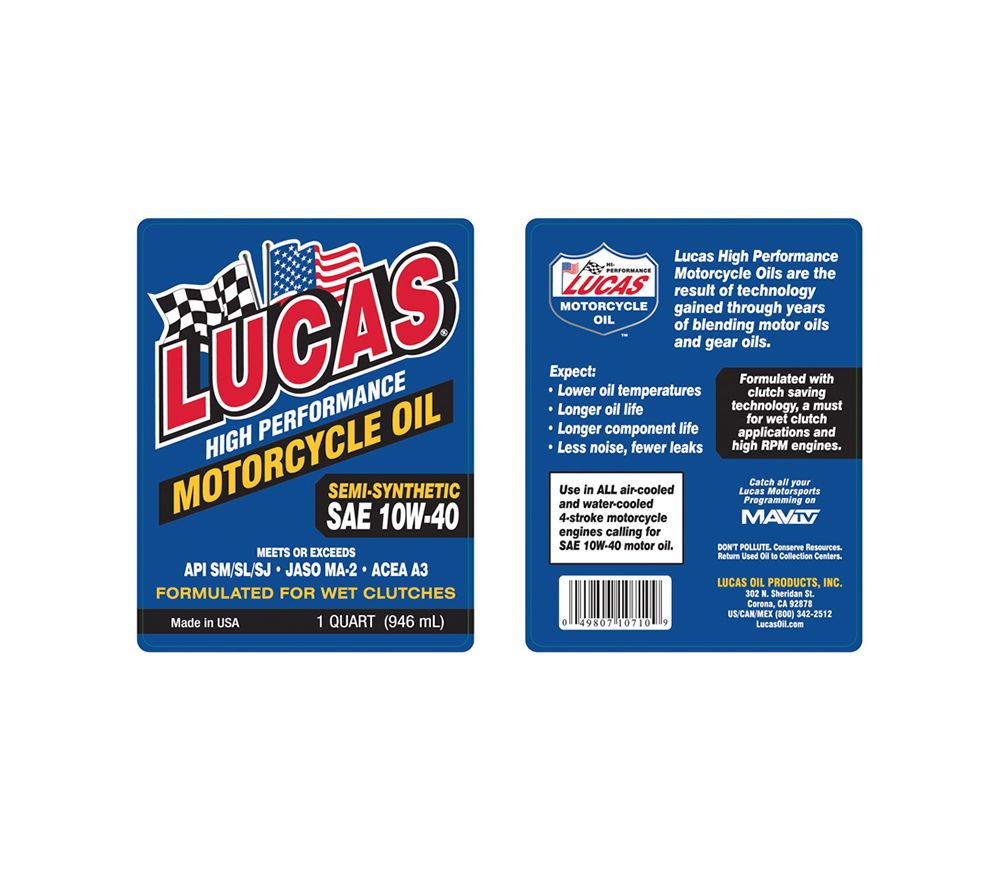 LUCAS®
HIGH PERFORMANCE
MOTORCYCLE OIL
SEMI-SYNTHETIC
SAE 10W-40
MEETS OR EXCEEDS
API SM/SL/SJ • JASO MA-2 • ACEA A3
FORMULATED FOR WET CLUTCHES
Made in USA
1 QUART (946 mL)
HI-
PERFORMANCE
LUCAS
MOTORCYCLE
OIL
™
Lucas High Performance
Motorcycle Oils are the
result of technology
gained through years
of blending motor oils
and gear oils.
Expect:
• Lower oil temperatures
• Longer oil life
• Longer component life
• Less noise, fewer leaks
Formulated with
clutch saving
technology, a must
for wet clutch
applications and
high RPM engines.
Use in ALL air-cooled
and water-cooled
4-stroke motorcycle
engines calling for
SAE 10W-40 motor oil.
Catch all your
Lucas Motorsports
Programming on
MAVTV
DON'T POLLUTE. Conserve Resources.
Return Used Oil to Collection Centers.
LUCAS OIL PRODUCTS, INC.
302 N. Sheridan St.
Corona, CA 92878
US/CAN/MEX (800) 342-2512
LucasOil.com
0 49807 10710 9